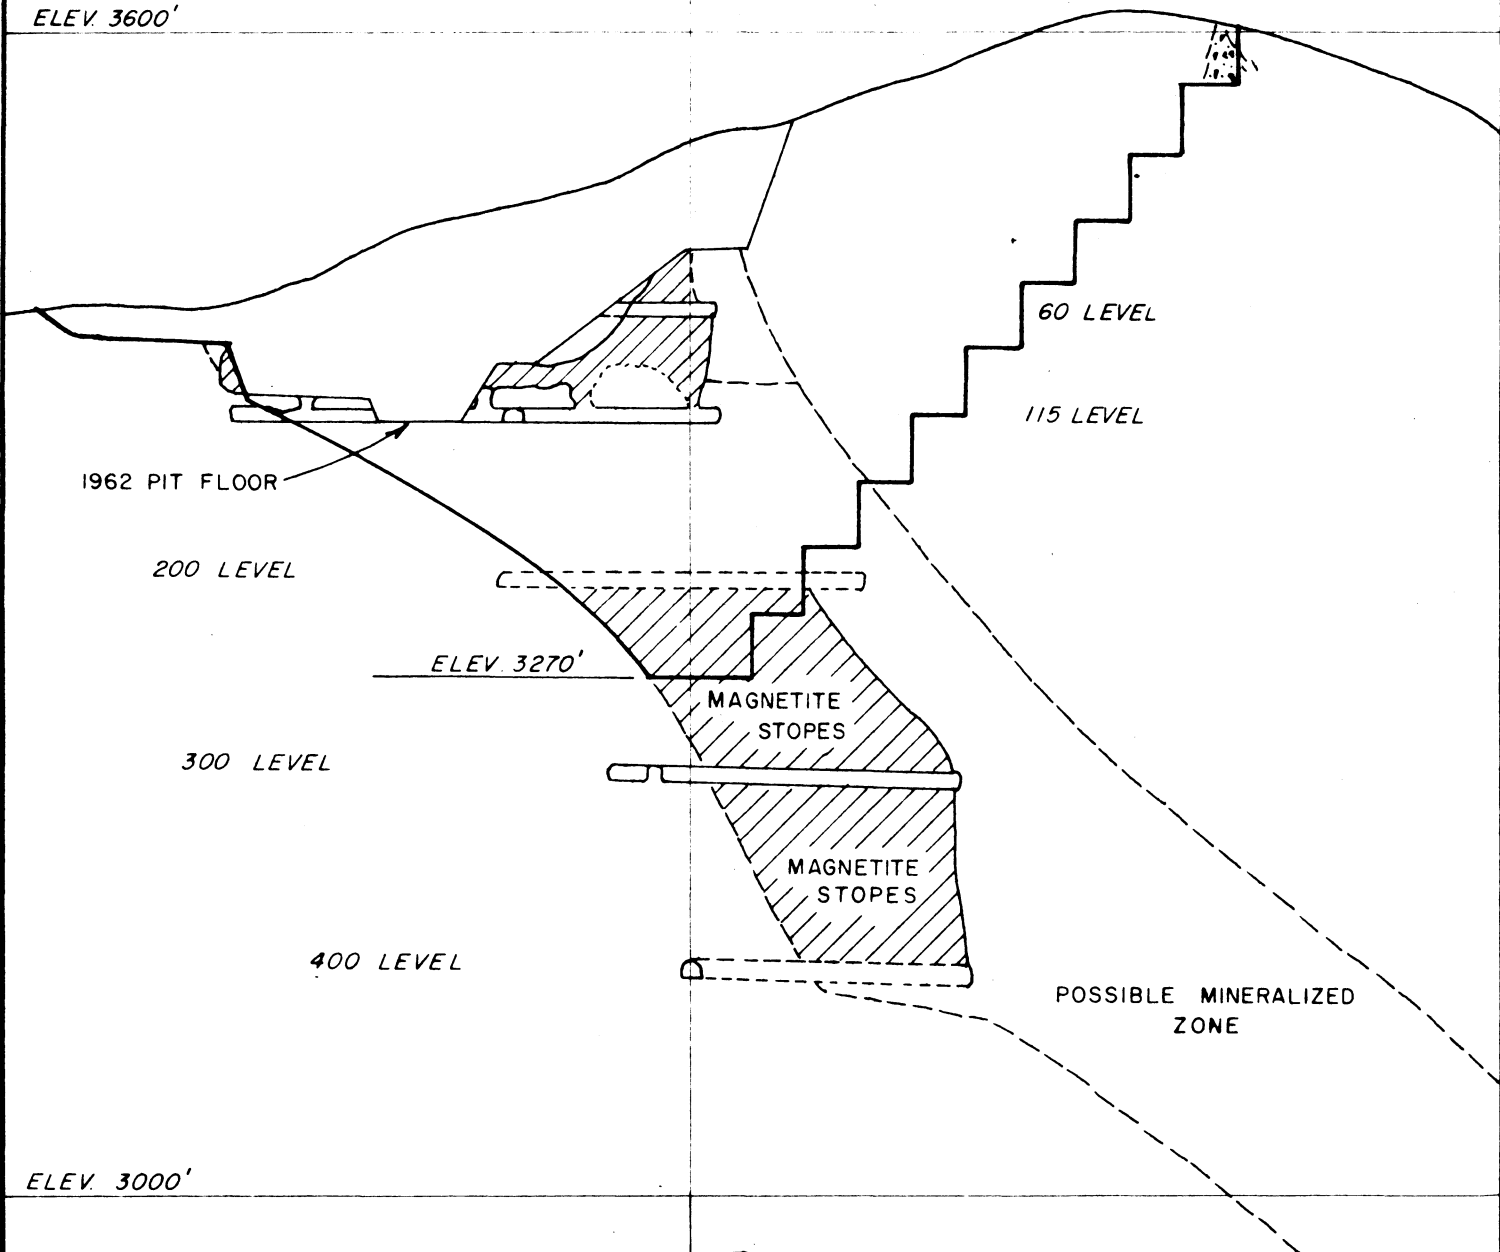 ELEV. 3600'
60 LEVEL
115 LEVEL
1962 PIT FLOOR
200 LEVEL
ELEV. 3270'
MAGNETITE
STOPES
300 LEVEL
MAGNETITE
STOPES
400 LEVEL
POSSIBLE MINERALIZED
ZONE
ELEV. 3000'